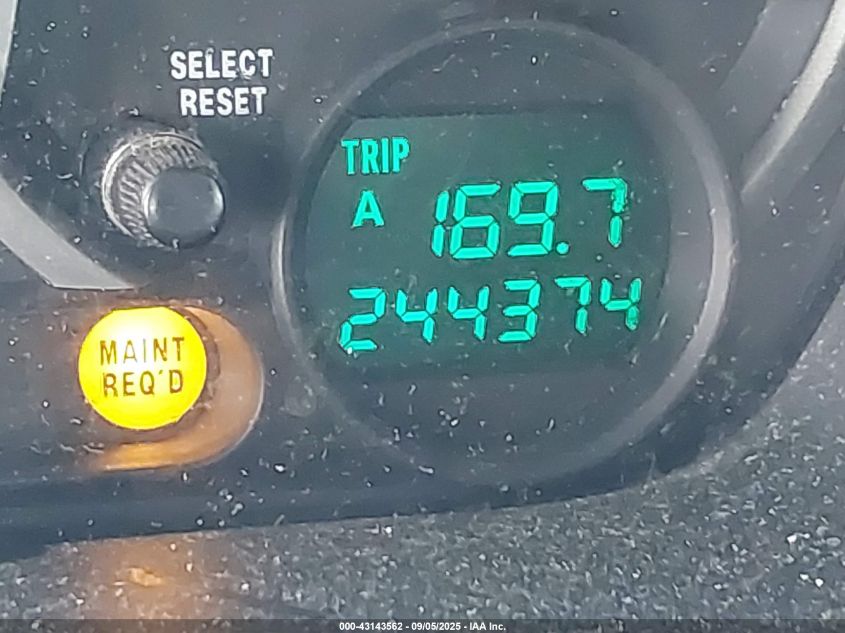 SELECT
RESET
TRIP
A 169.7
244374
MAINT
REQ'D
000-43143562 - 09/05/2025 - IAA Inc.